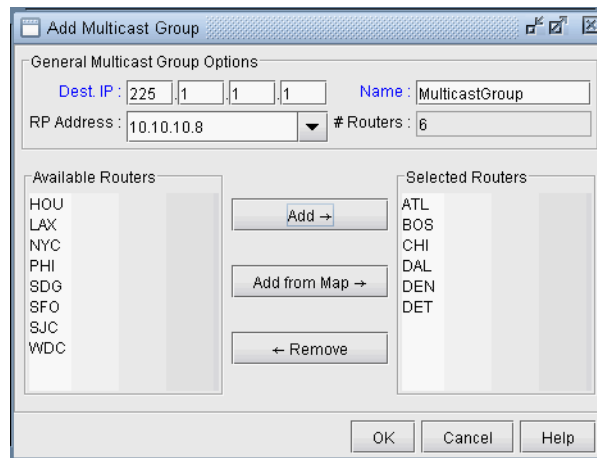 Add Multicast Group
General Multicast Group Options
Dest. IP : 225 .1 .1 .1 Name : MulticastGroup
RP Address : 10.10.10.8 # Routers : 6
Available Routers
HOU
LAX
NYC
PHI
SDG
SFO
SJC
WDC
Add →
Add from Map →
← Remove
Selected Routers
ATL
BOS
CHI
DAL
DEN
DET
OK Cancel Help